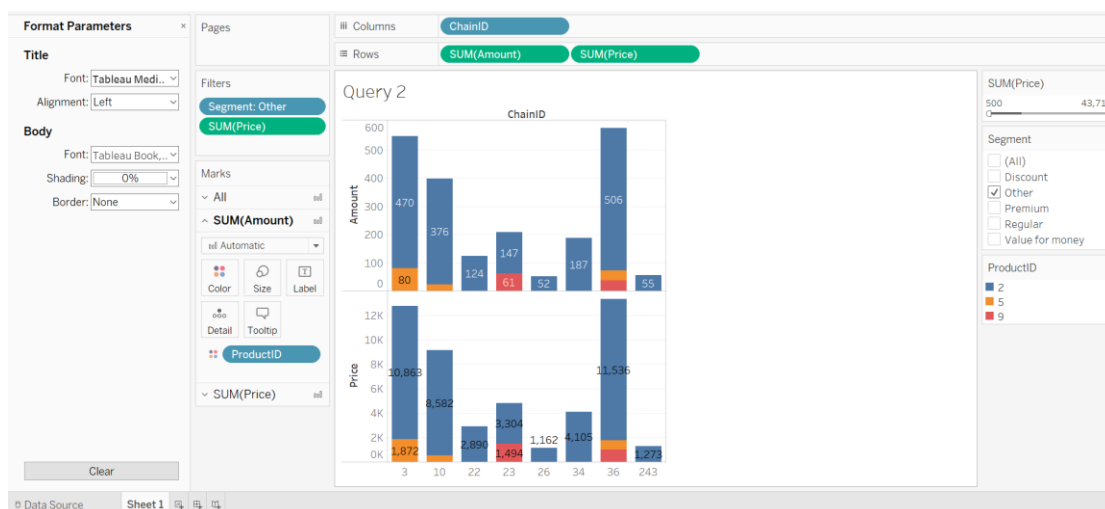 Format Parameters ×
Title
Font: Tableau Medi..
Alignment: Left
Body
Font: Tableau Book,..
Shading: 0%
Border: None
Clear
Pages
Filters
Segment: Other
SUM(Price)
Marks
All
SUM(Amount)
Automatic
Color Size Label
Detail Tooltip
ProductID
SUM(Price)
Columns ChainID
Rows SUM(Amount) SUM(Price)
Query 2
ChainID
Amount
600
500
400
300
200
100
0
470 376 124 147 52 187 506 55
80 61
Price
12K
10K
8K
6K
4K
2K
0K
10,863 8,582 2,890 3,304 1,162 4,105 11,536 1,273
1,872 1,494
3 10 22 23 26 34 36 243
SUM(Price)
500 43,71
Segment
(All)
Discount
Other
Premium
Regular
Value for money
ProductID
2
5
9
Data Source Sheet 1